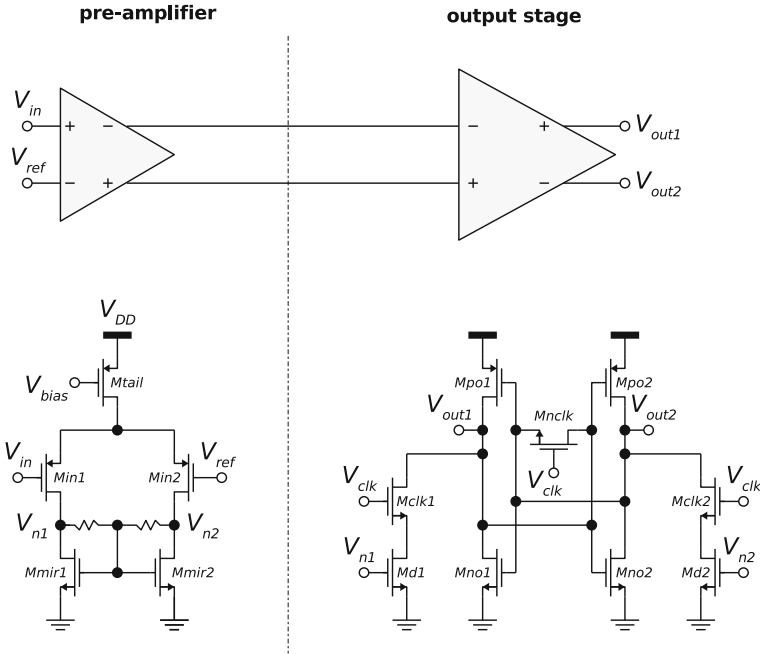 pre-amplifier output stage
V_in + − − + V_out1
V_ref − + + − V_out2
V_DD
Mtail Mpo1 Mpo2
V_bias
V_out1 Mnclk V_out2
V_in Min1 Min2 V_ref V_clk Mclk1 V_clk Mclk2 V_clk
V_n1 V_n2
V_n1 V_n2
Mmir1 Mmir2 Md1 Mno1 Mno2 Md2